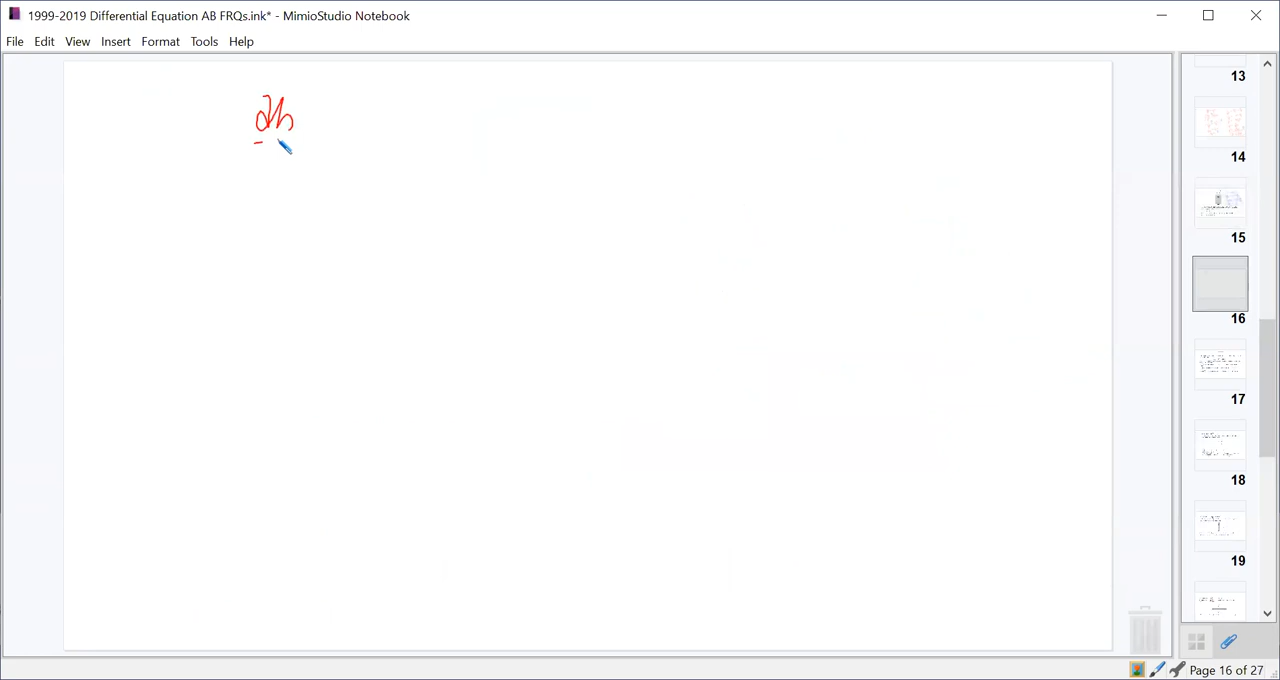 1999-2019 Differential Equation AB FRQs.ink* - MimioStudio Notebook
File Edit View Insert Format Tools Help
dh
13
14
15
16
17
18
19
Page 16 of 27